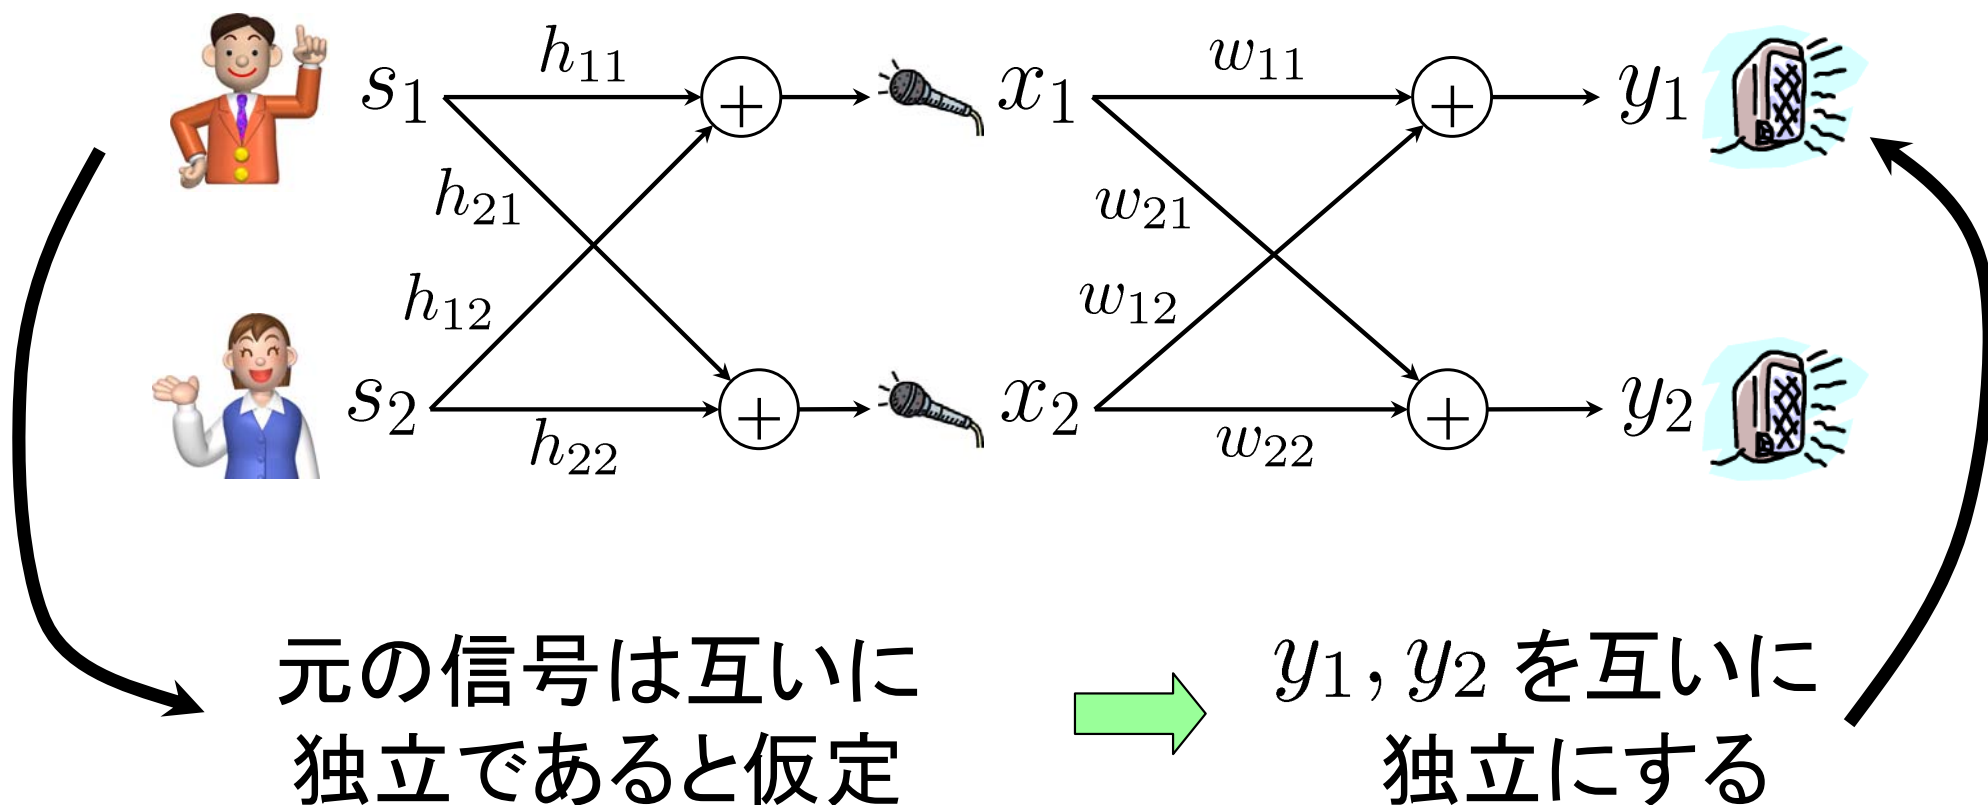 s₁ h₁₁ + x₁ w₁₁ + y₁
h₂₁ w₂₁
h₁₂ w₁₂
s₂ h₂₂ + x₂ w₂₂ + y₂
元の信号は互いに
独立であると仮定
y₁, y₂ を互いに
独立にする